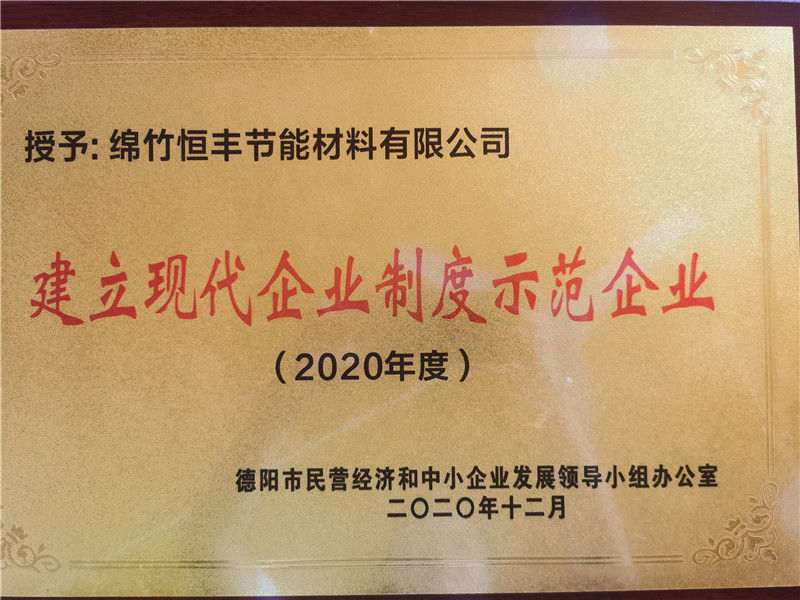 授予: 绵竹恒丰节能材料有限公司
建立现代企业制度示范企业
（2020年度）
德阳市民营经济和中小企业发展领导小组办公室
二〇二〇年十二月